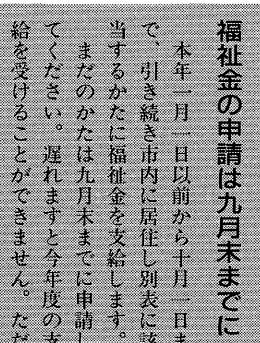 福祉金の申請は九月末までに
本年一月一日以前から十月一日ま
で、引き続き市内に居住し別表に該
当するかたに福祉金を支給します。
まだのかたは九月末までに申請し
てください。遅れますと今年度の支
給を受けることができません。ただ